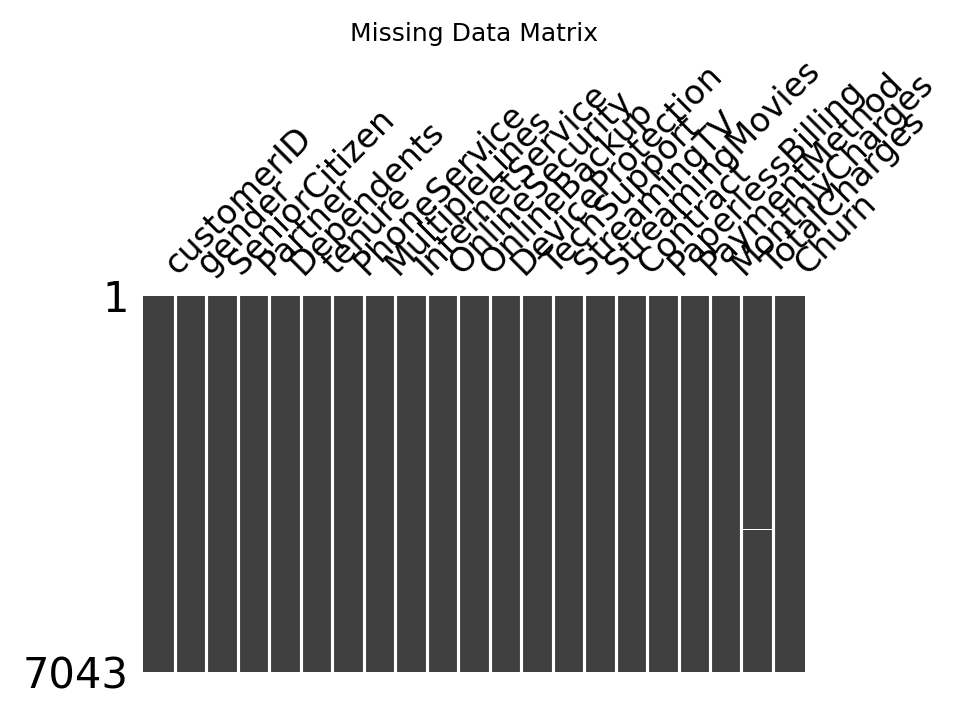 Missing Data Matrix
customerID
gender
SeniorCitizen
Partner
Dependents
tenure
PhoneService
MultipleLines
InternetService
OnlineSecurity
OnlineBackup
DeviceProtection
TechSupport
StreamingTV
StreamingMovies
Contract
PaperlessBilling
PaymentMethod
MonthlyCharges
TotalCharges
Churn
1
7043